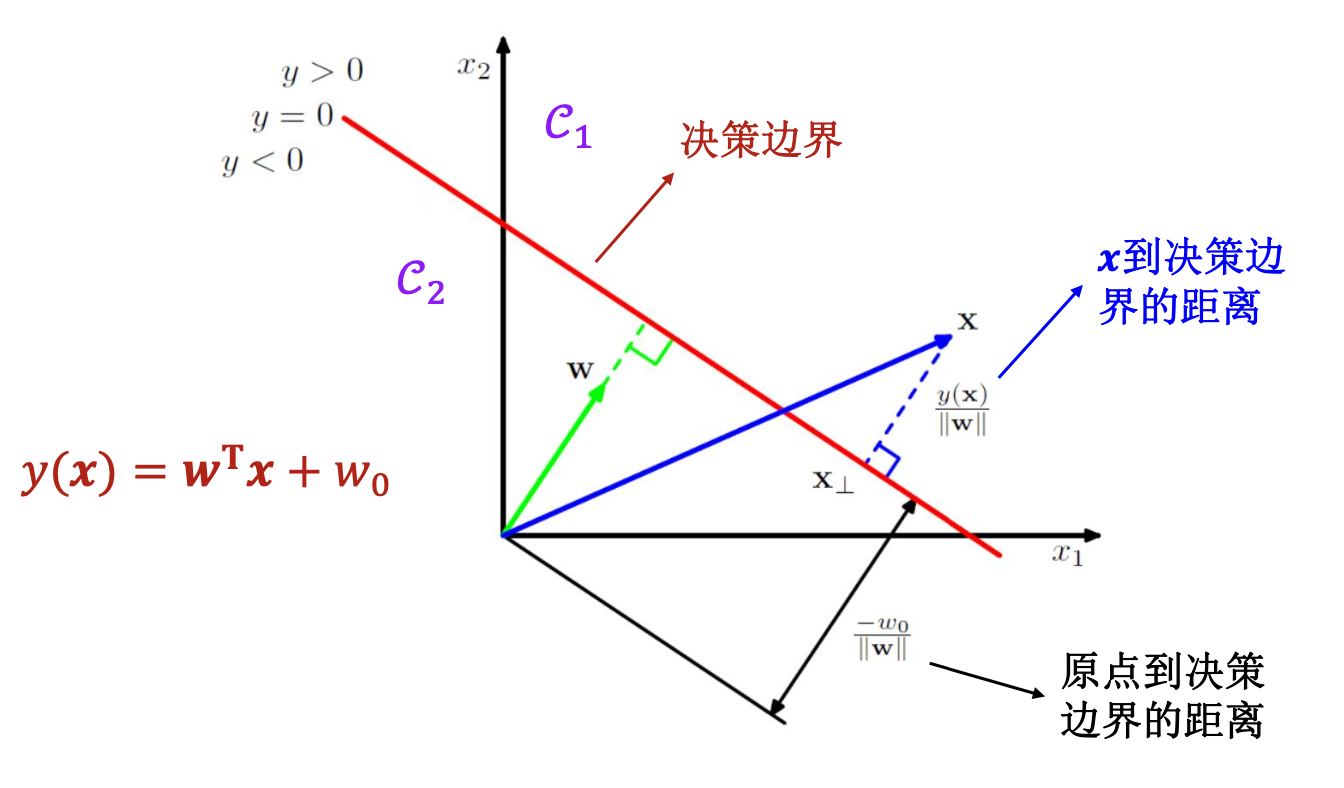 y > 0
y = 0
y < 0
x₂
𝒞₁
决策边界
𝒞₂
x到决策边
界的距离
x
w
y(x)
‖w‖
x⊥
y(x) = wᵀx + w₀
x₁
−w₀
‖w‖
原点到决策
边界的距离